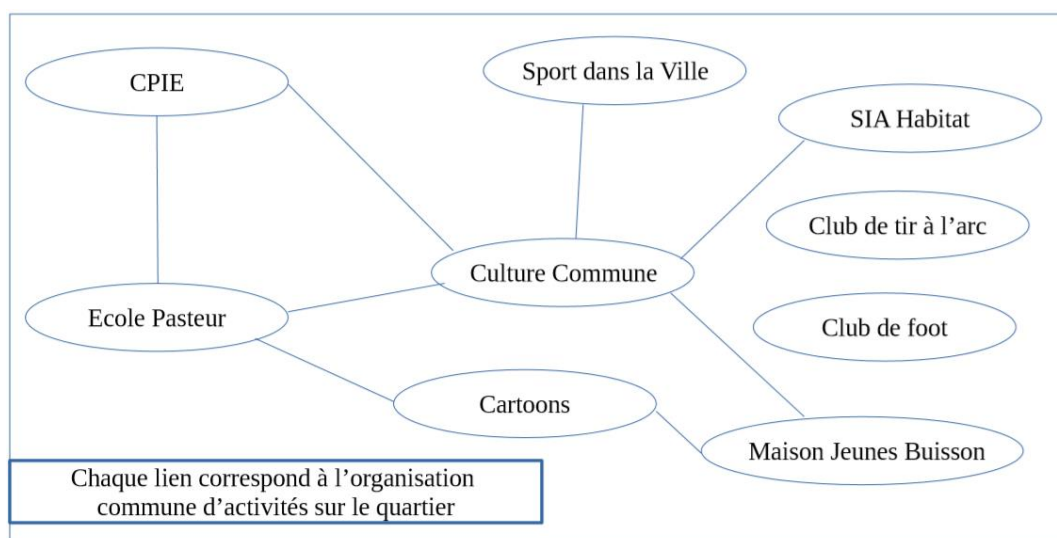 CPIE
Sport dans la Ville
SIA Habitat
Club de tir à l’arc
Culture Commune
Ecole Pasteur
Club de foot
Cartoons
Maison Jeunes Buisson
Chaque lien correspond à l’organisation
commune d’activités sur le quartier